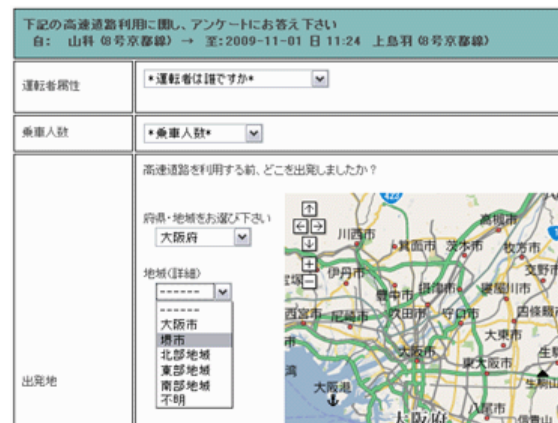 下記の高速道路利用に関し、アンケートにお答え下さい
自: 山科(8号京都線) → 至:2009-11-01 日 11:24 上鳥羽(8号京都線)
運転者属性
*運転者は誰ですか*
乗車人数
*乗車人数*
高速道路を利用する前、どこを出発しましたか?
府県・地域をお選び下さい
大阪府
地域(詳細)
------
------
大阪市
堺市
北部地域
東部地域
南部地域
不明
出発地
423
高槻市
川西市
箕面市
茨木市
枚方市
交野市
伊丹市
豊中市
摂津市
寝屋川市
西宮市
尼崎市
吹田市
守口市
四條畷
大東市
大阪市
東大阪市
生駒山
湾
大阪港
大阪府
八尾市
信貴山